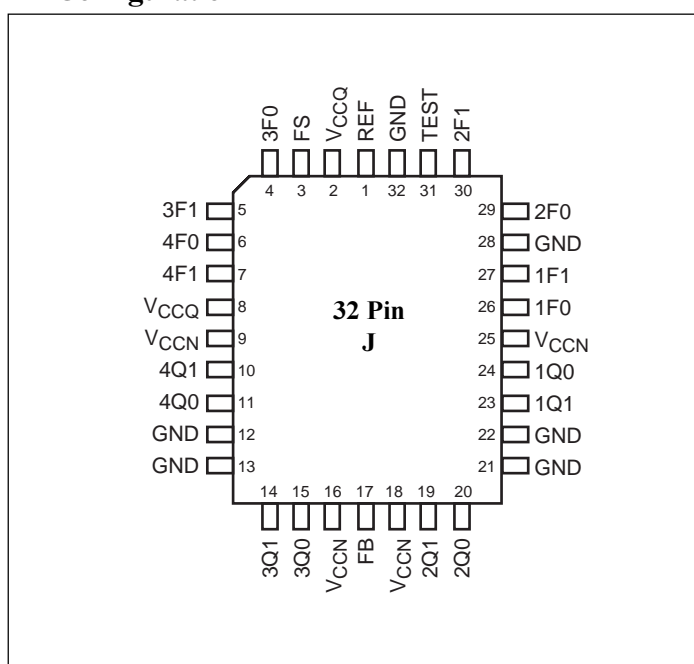 Configuration
3F0 FS VCCQ REF GND TEST 2F1
4 3 2 1 32 31 30
3F1 5 29 2F0
4F0 6 28 GND
4F1 7 27 1F1
VCCQ 8 26 1F0
32 Pin
J
VCCN 9 25 VCCN
4Q1 10 24 1Q0
4Q0 11 23 1Q1
GND 12 22 GND
GND 13 21 GND
14 15 16 17 18 19 20
3Q1 3Q0 VCCN FB VCCN 2Q1 2Q0